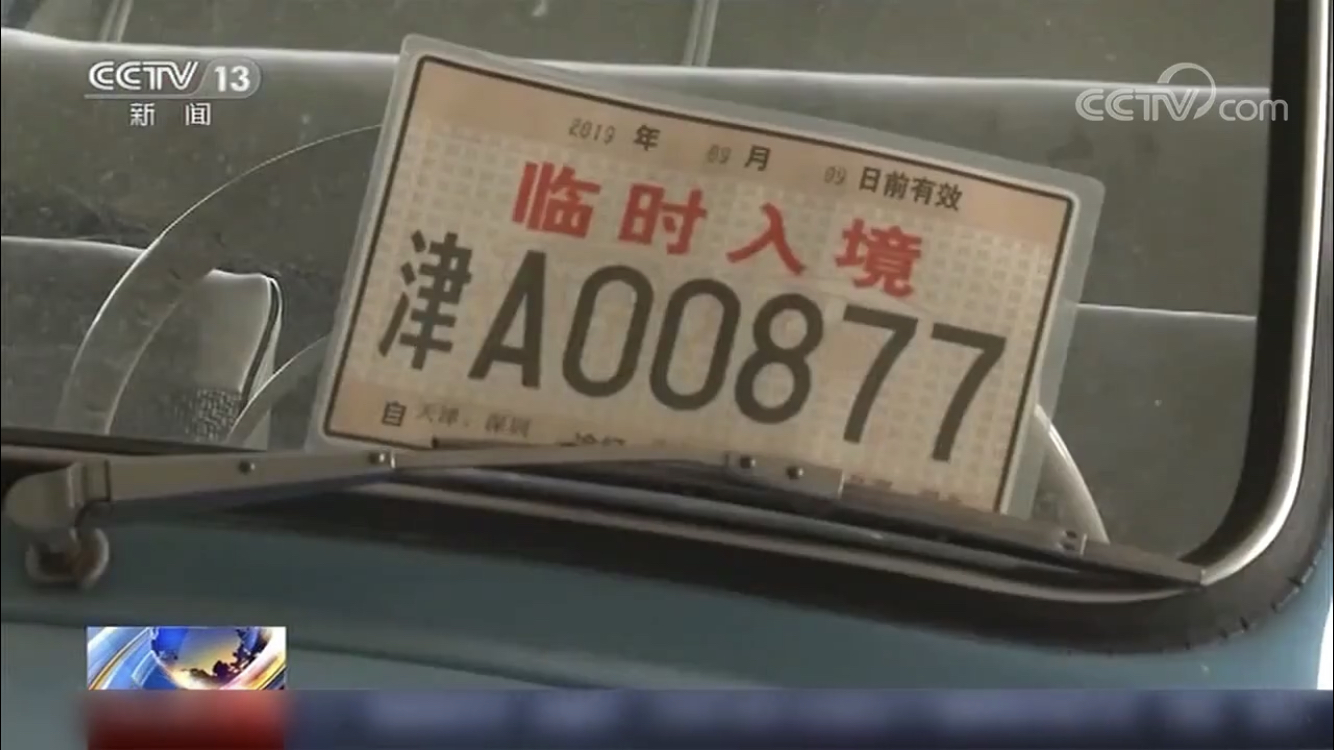 CCTV 13
新闻
CCTV.com
2019 年 09 月 09 日前有效
临时入境
津A00877
自 天津，深圳